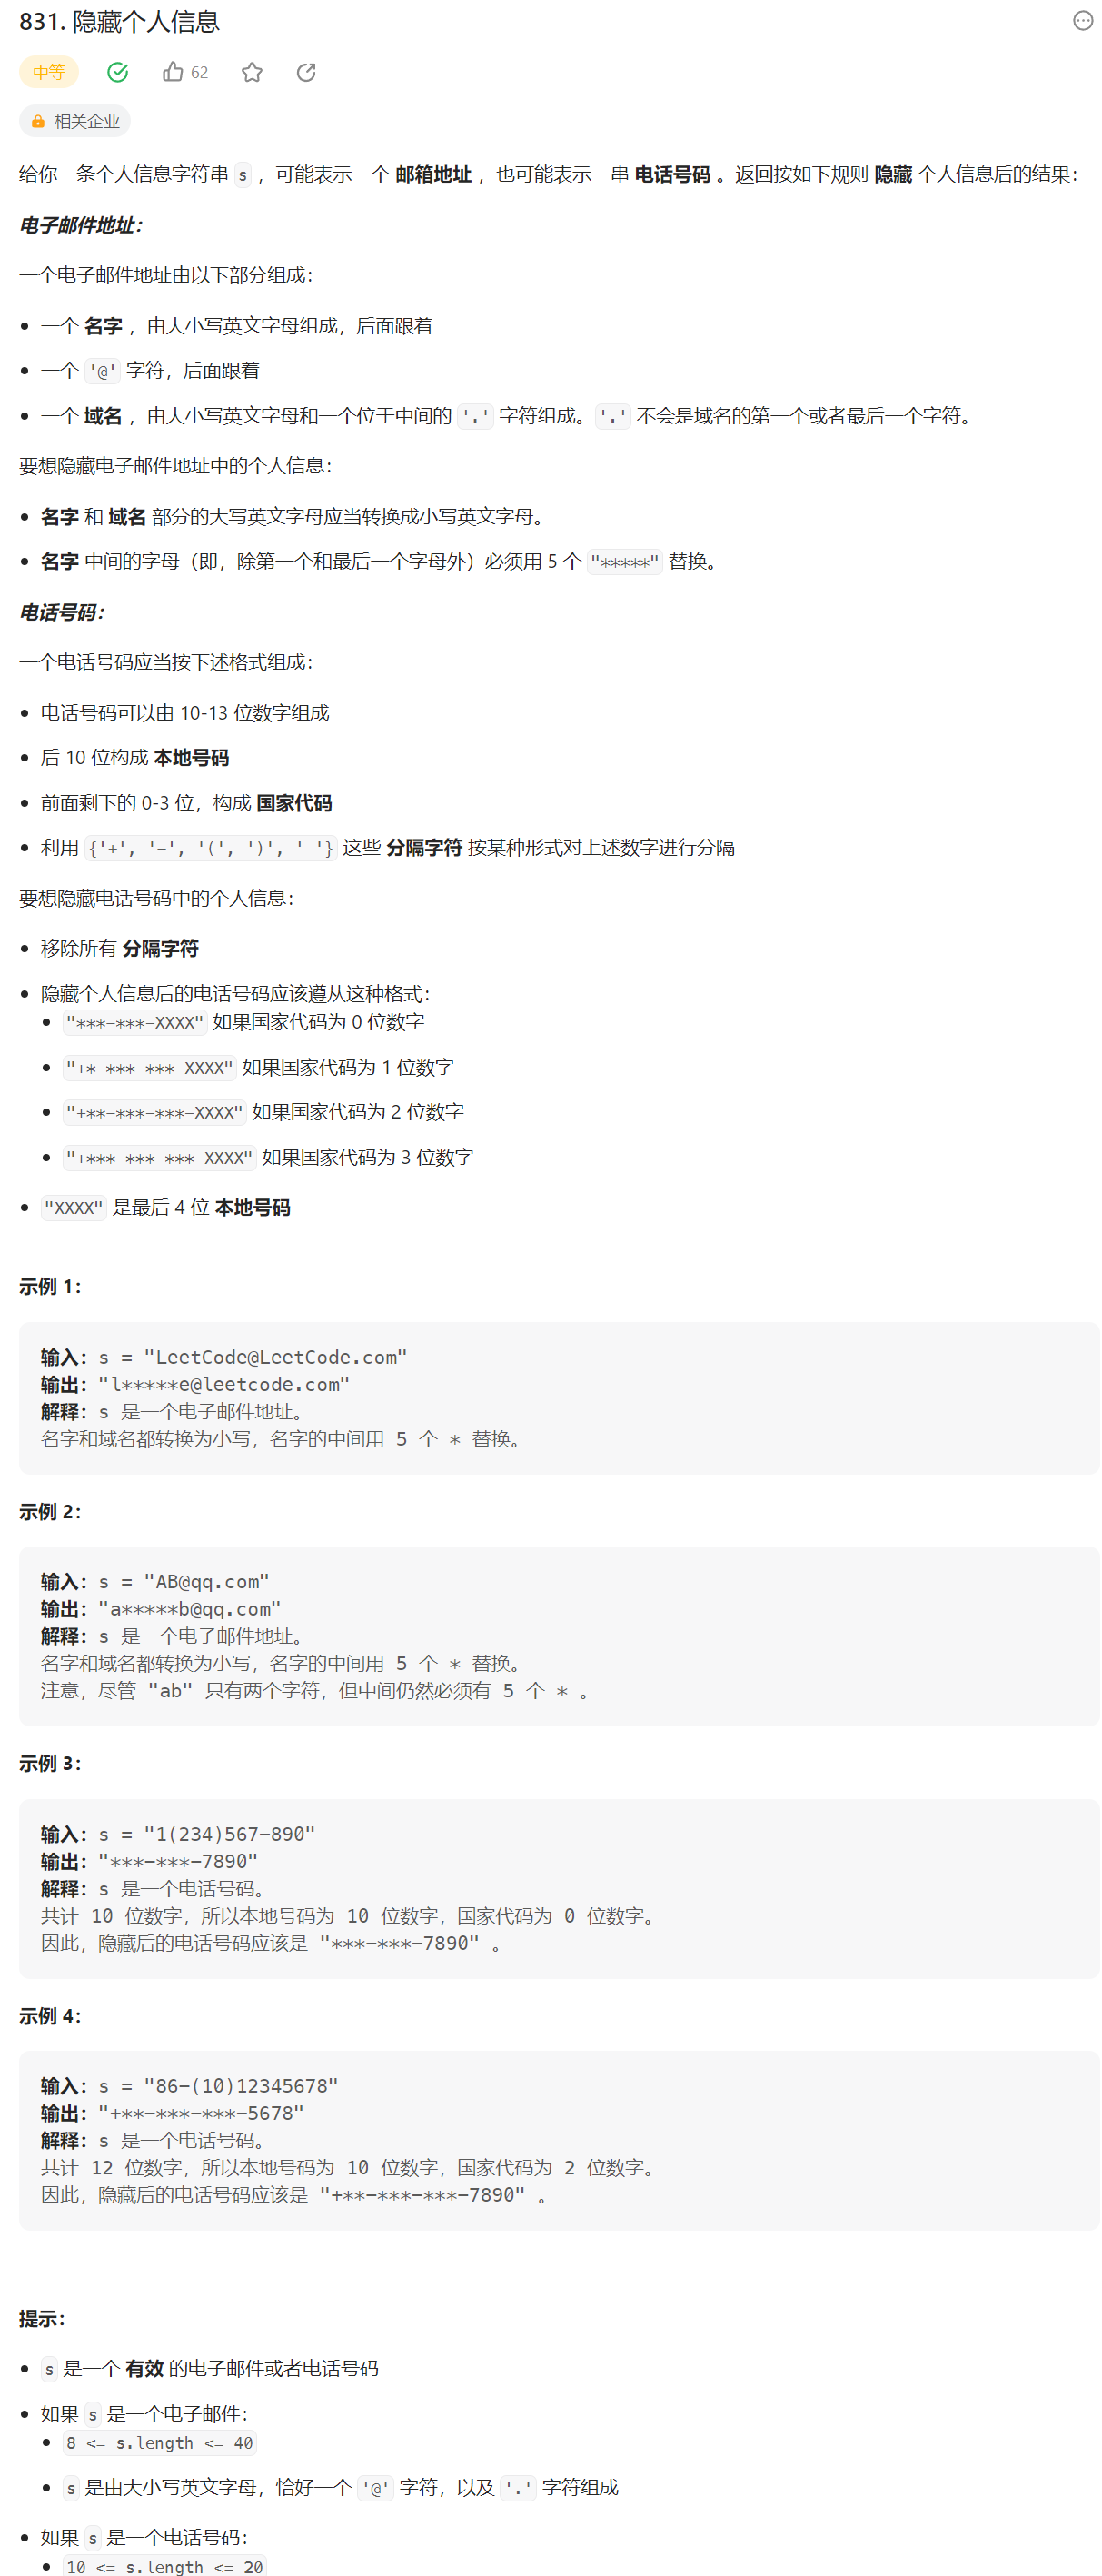 831. 隐藏个人信息
中等 62
相关企业
给你一条个人信息字符串 s ，可能表示一个 邮箱地址 ，也可能表示一串 电话号码 。返回按如下规则 隐藏 个人信息后的结果：
电子邮件地址：
一个电子邮件地址由以下部分组成：
• 一个 名字 ，由大小写英文字母组成，后面跟着
• 一个 '@' 字符，后面跟着
• 一个 域名 ，由大小写英文字母和一个位于中间的 '.' 字符组成。'.' 不会是域名的第一个或者最后一个字符。
要想隐藏电子邮件地址中的个人信息：
• 名字 和 域名 部分的大写英文字母应当转换成小写英文字母。
• 名字 中间的字母（即，除第一个和最后一个字母外）必须用 5 个 "*****" 替换。
电话号码：
一个电话号码应当按下述格式组成：
• 电话号码可以由 10-13 位数字组成
• 后 10 位构成 本地号码
• 前面剩下的 0-3 位，构成 国家代码
• 利用 {'+', '-', '(', ')', ' '} 这些 分隔字符 按某种形式对上述数字进行分隔
要想隐藏电话号码中的个人信息：
• 移除所有 分隔字符
• 隐藏个人信息后的电话号码应该遵从这种格式：
• "***-***-XXXX" 如果国家代码为 0 位数字
• "+*-***-***-XXXX" 如果国家代码为 1 位数字
• "+**-***-***-XXXX" 如果国家代码为 2 位数字
• "+***-***-***-XXXX" 如果国家代码为 3 位数字
• "XXXX" 是最后 4 位 本地号码
示例 1：
输入：s = "LeetCode@LeetCode.com"
输出："l*****e@leetcode.com"
解释：s 是一个电子邮件地址。
名字和域名都转换为小写，名字的中间用 5 个 * 替换。
示例 2：
输入：s = "AB@qq.com"
输出："a*****b@qq.com"
解释：s 是一个电子邮件地址。
名字和域名都转换为小写，名字的中间用 5 个 * 替换。
注意，尽管 "ab" 只有两个字符，但中间仍然必须有 5 个 * 。
示例 3：
输入：s = "1(234)567-890"
输出："***-***-7890"
解释：s 是一个电话号码。
共计 10 位数字，所以本地号码为 10 位数字，国家代码为 0 位数字。
因此，隐藏后的电话号码应该是 "***-***-7890" 。
示例 4：
输入：s = "86-(10)12345678"
输出："+**-***-***-5678"
解释：s 是一个电话号码。
共计 12 位数字，所以本地号码为 10 位数字，国家代码为 2 位数字。
因此，隐藏后的电话号码应该是 "+**-***-***-7890" 。
提示：
• s 是一个 有效 的电子邮件或者电话号码
• 如果 s 是一个电子邮件：
• 8 <= s.length <= 40
• s 是由大小写英文字母，恰好一个 '@' 字符，以及 '.' 字符组成
• 如果 s 是一个电话号码：
• 10 <= s.length <= 20